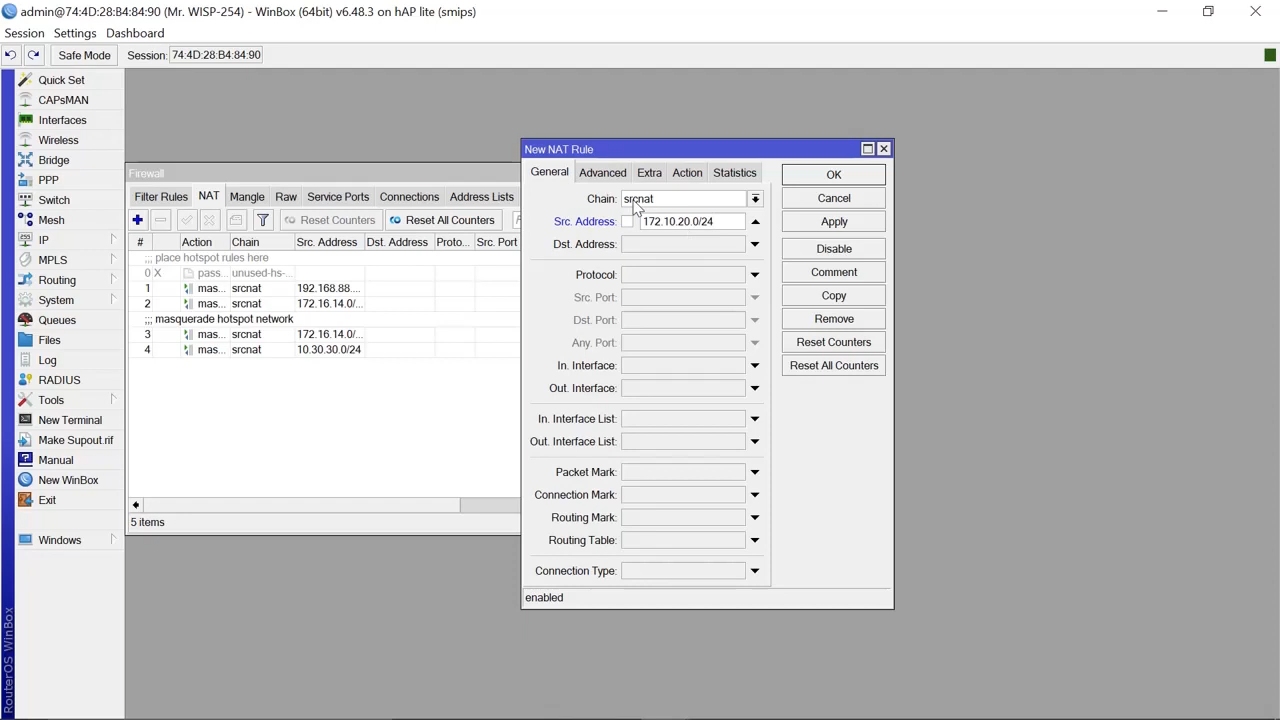 admin@74:4D:28:B4:84:90 (Mr. WISP-254) - WinBox (64bit) v6.48.3 on hAP lite (smips)
Session Settings Dashboard
Safe Mode Session: 74:4D:28:B4:84:90
Quick Set
CAPsMAN
Interfaces
Wireless
Bridge
PPP
Switch
Mesh
IP
MPLS
Routing
System
Queues
Files
Log
RADIUS
Tools
New Terminal
Make Supout.rif
Manual
New WinBox
Exit
Windows
RouterOS WinBox
Firewall
Filter Rules NAT Mangle Raw Service Ports Connections Address Lists
Reset Counters Reset All Counters
# Action Chain Src. Address Dst. Address Proto... Src. Port
;;; place hotspot rules here
0 X pass... unused-hs-...
1 mas... srcnat 192.168.88....
2 mas... srcnat 172.16.14.0/...
;;; masquerade hotspot network
3 mas... srcnat 172.16.14.0/...
4 mas... srcnat 10.30.30.0/24
5 items
New NAT Rule
General Advanced Extra Action Statistics
Chain: srcnat
Src. Address: 172.10.20.0/24
Dst. Address:
Protocol:
Src. Port:
Dst. Port:
Any. Port:
In. Interface:
Out. Interface:
In. Interface List:
Out. Interface List:
Packet Mark:
Connection Mark:
Routing Mark:
Routing Table:
Connection Type:
enabled
OK
Cancel
Apply
Disable
Comment
Copy
Remove
Reset Counters
Reset All Counters